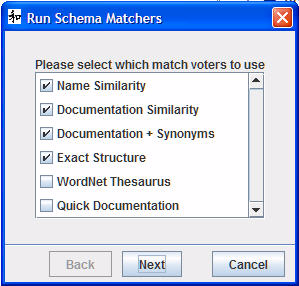 和 Run Schema Matchers
Please select which match voters to use
Name Similarity
Documentation Similarity
Documentation + Synonyms
Exact Structure
WordNet Thesaurus
Quick Documentation
Back Next Cancel